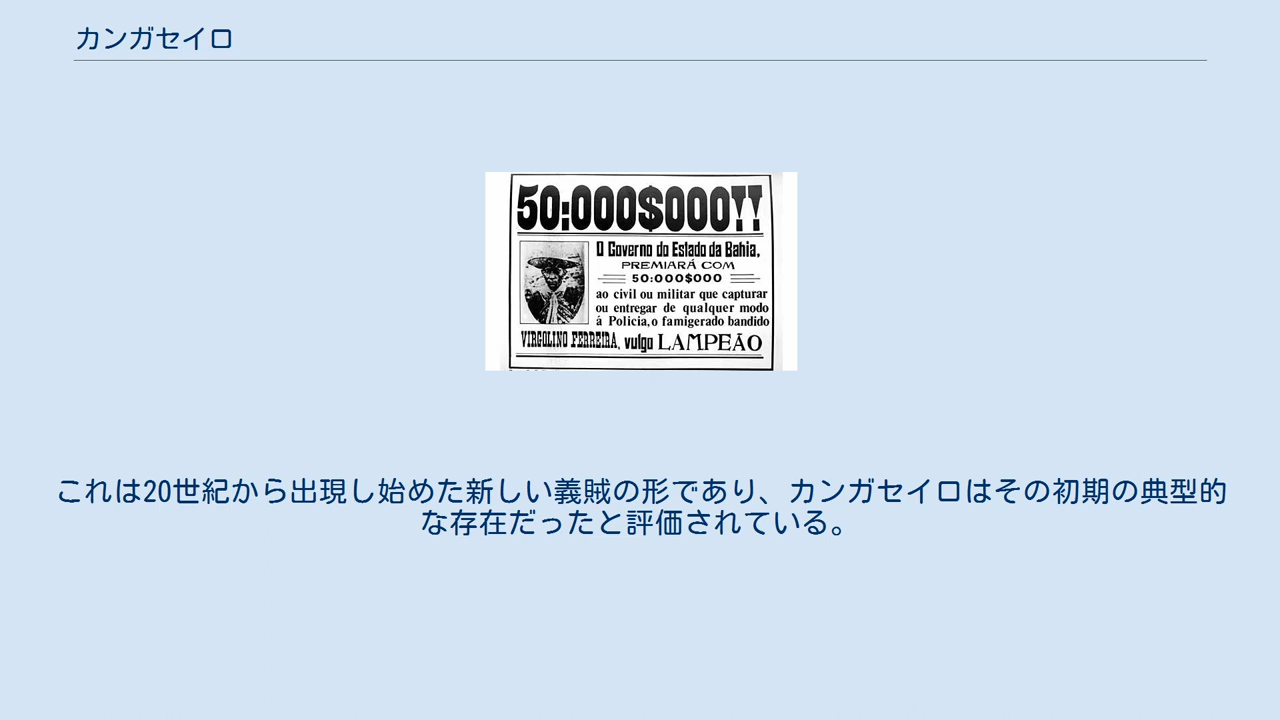 カンガセイロ
50:000$000!!
O Governo do Estado da Bahia,
PREMIARÁ COM
50:000$000
ao civil ou militar que capturar
ou entregar de qualquer modo
á Policia, o famigerado bandido
VIRGOLINO FERREIRA, vulgo LAMPEÃO
これは20世紀から出現し始めた新しい義賊の形であり、カンガセイロはその初期の典型的
な存在だったと評価されている。